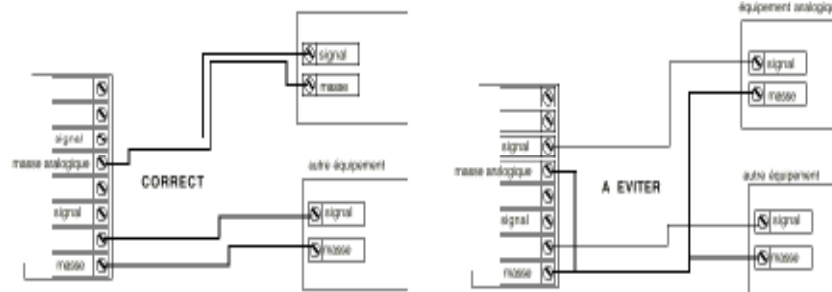 signal
masse
signal
masse analogique
CORRECT
autre équipement
signal
signal
masse
masse
équipement analogiqu
signal
masse
signal
masse analogique
A EVITER
autre équipement
signal
signal
masse
masse